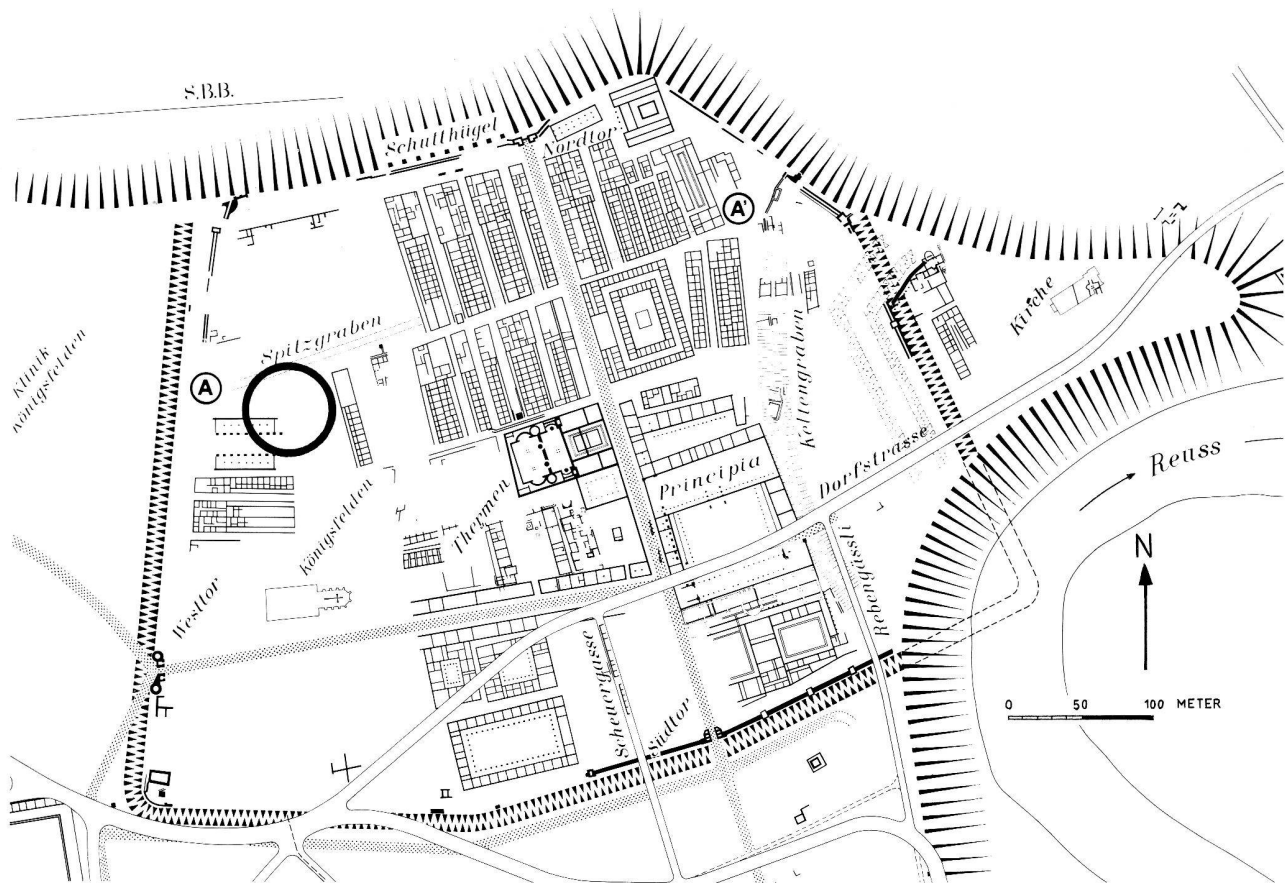 S.B.B.
Schutthügel
Nordtor
A'
Klinik
Königsfelden
Spitzgraben
A
Kirche
Keltengraben
Reuss
Königsfelden
Thermen
Principia
Dorfstrasse
N
Westtor
Rebengässli
Scheuergasse
Südtor
0 50 100 METER